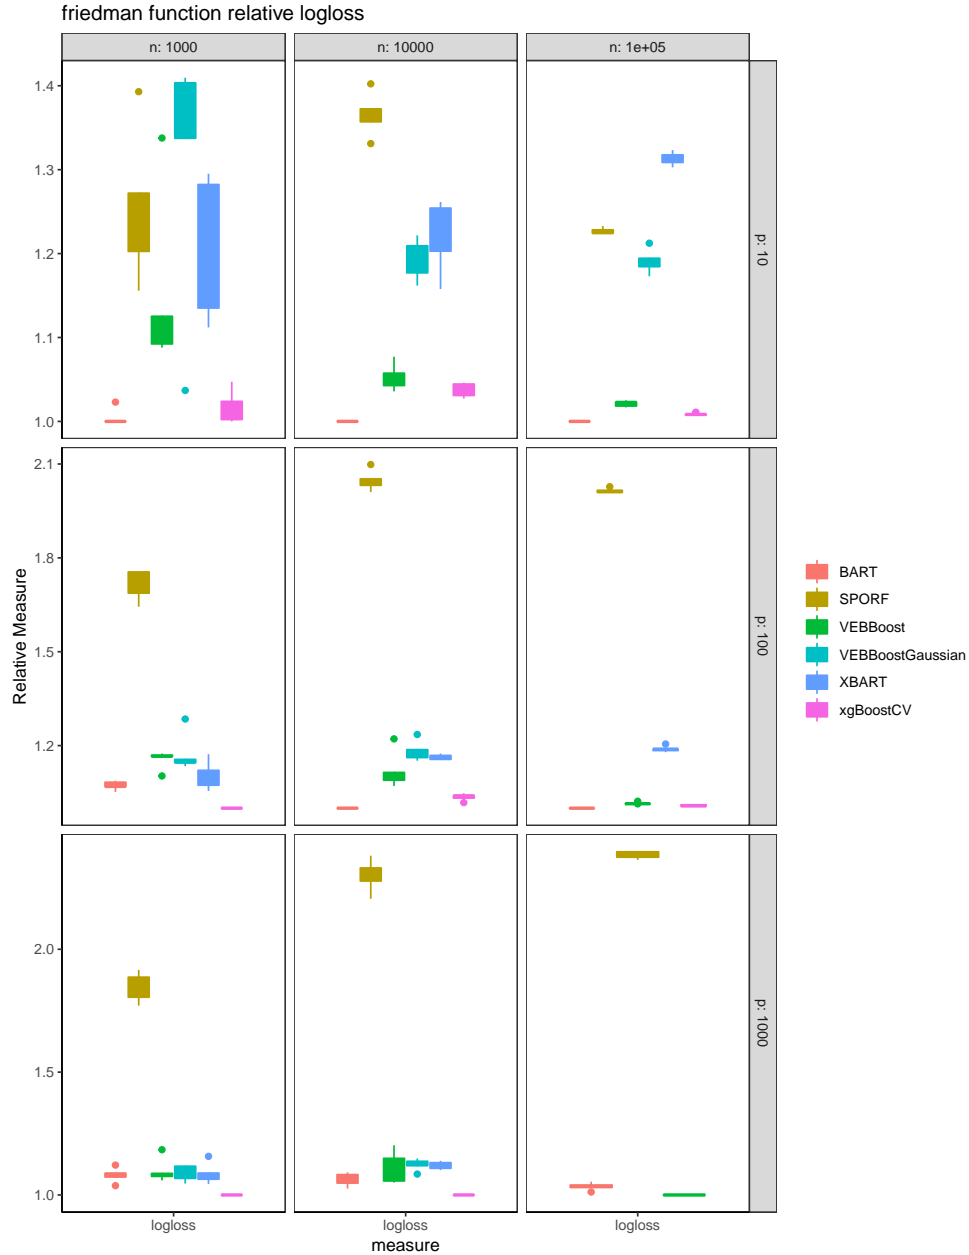 friedman function relative logloss
n: 1000
n: 10000
n: 1e+05
1.4
1.3
1.2
1.1
1.0
p: 10
2.1
1.8
1.5
1.2
p: 100
2.0
1.5
1.0
p: 1000
Relative Measure
logloss
logloss
logloss
measure
BART
SPORF
VEBBoost
VEBBoostGaussian
XBART
xgBoostCV